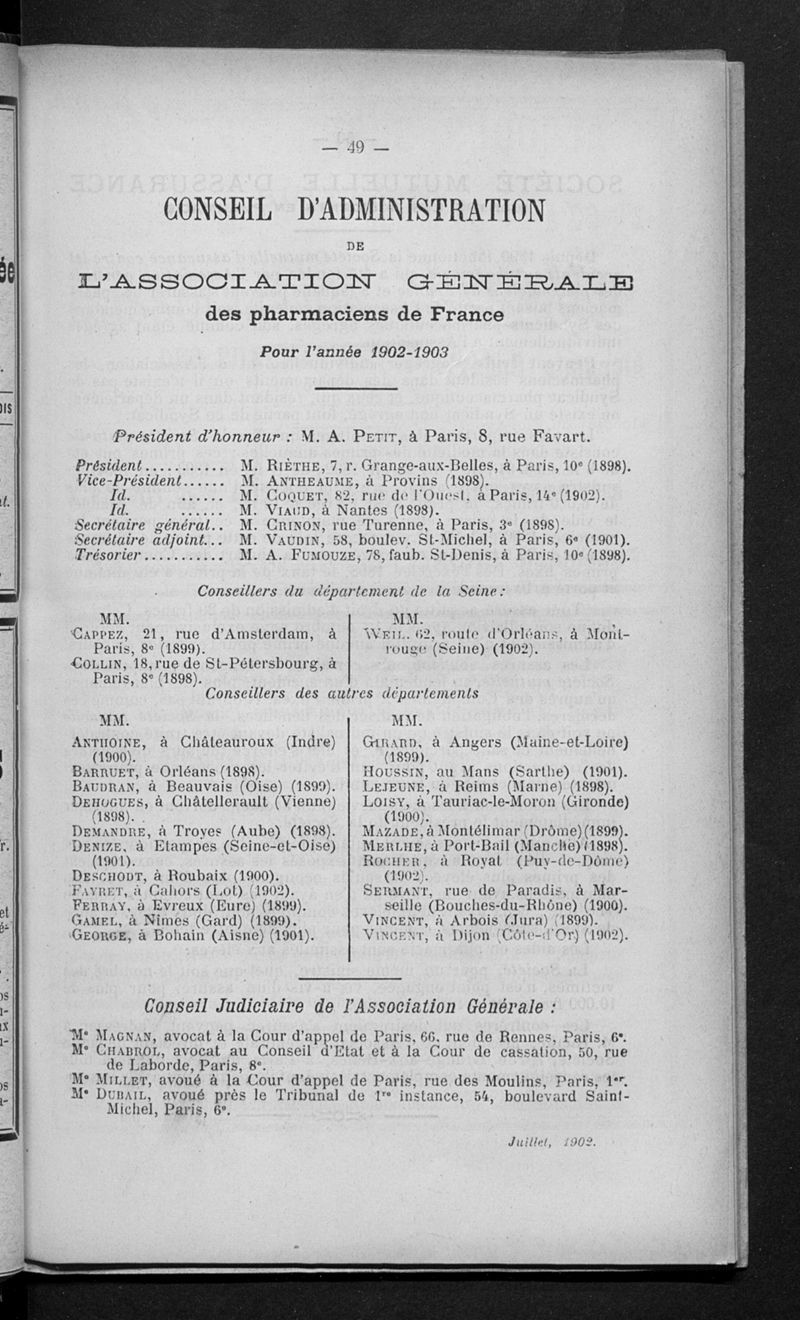 — 49 —
CONSEIL D'ADMINISTRATION
DE
L'ASSOCIATION GÉNÉRALE
des pharmaciens de France
Pour l'année 1902-1903
Président d'honneur : M. A. PETIT, à Paris, 8, rue Favart.
Président ........... M. RIÈTHE, 7, r. Grange-aux-Belles, à Paris, 10e (1898).
Vice-Président ...... M. ANTHEAUME, à Provins (1898).
Id. ...... M. COQUET, 82, rue de l'Ouest, à Paris, 14e (1902).
Id. ...... M. VIAUD, à Nantes (1898).
Secrétaire général.. M. CRINON, rue Turenne, à Paris, 3e (1898).
Secrétaire adjoint... M. VAUDIN, 58, boulev. St-Michel, à Paris, 6e (1901).
Trésorier ........... M. A. FUMOUZE, 78, faub. St-Denis, à Paris, 10e (1898).
Conseillers du département de la Seine :
MM.
CAPPEZ, 21, rue d'Amsterdam, à
Paris, 8e (1899).
COLLIN, 18, rue de St-Pétersbourg, à
Paris, 8e (1898).
MM.
WEIL. 62, route d'Orléans, à Mont-
rouge (Seine) (1902).
Conseillers des autres départements
MM.
ANTHOINE, à Châteauroux (Indre)
(1900).
BARRUET, à Orléans (1898).
BAUDRAN, à Beauvais (Oise) (1899).
DEHOGUES, à Châtellerault (Vienne)
(1898).
DEMANDRE, à Troyes (Aube) (1898).
DENIZE, à Etampes (Seine-et-Oise)
(1901).
DESCHODT, à Roubaix (1900).
FAYRET, à Cahors (Lot) (1902).
FERRAY, à Evreux (Eure) (1899).
GAMEL, à Nimes (Gard) (1899).
GEORGE, à Bohain (Aisne) (1901).
MM.
GIRARD, à Angers (Maine-et-Loire)
(1899).
HOUSSIN, au Mans (Sarthe) (1901).
LEJEUNE, à Reims (Marne) (1898).
LOISY, à Tauriac-le-Moron (Gironde)
(1900).
MAZADE, à Montélimar (Drôme) (1899).
MERLHE, à Port-Bail (Manche) (1898).
ROCHER, à Royat (Puy-de-Dôme)
(1902).
SERMANT, rue de Paradis, à Mar-
seille (Bouches-du-Rhône) (1900).
VINCENT, à Arbois (Jura) (1899).
VINCENT, à Dijon (Côte-d'Or) (1902).
Conseil Judiciaire de l'Association Générale :
Me MAGNAN, avocat à la Cour d'appel de Paris, 66, rue de Rennes, Paris, 6e.
Me CHABROL, avocat au Conseil d'Etat et à la Cour de cassation, 50, rue
de Laborde, Paris, 8e.
Me MILLET, avoué à la Cour d'appel de Paris, rue des Moulins, Paris, 1er.
Me DUBAIL, avoué près le Tribunal de 1re instance, 54, boulevard Saint-
Michel, Paris, 6e.
Juillet, 1902.